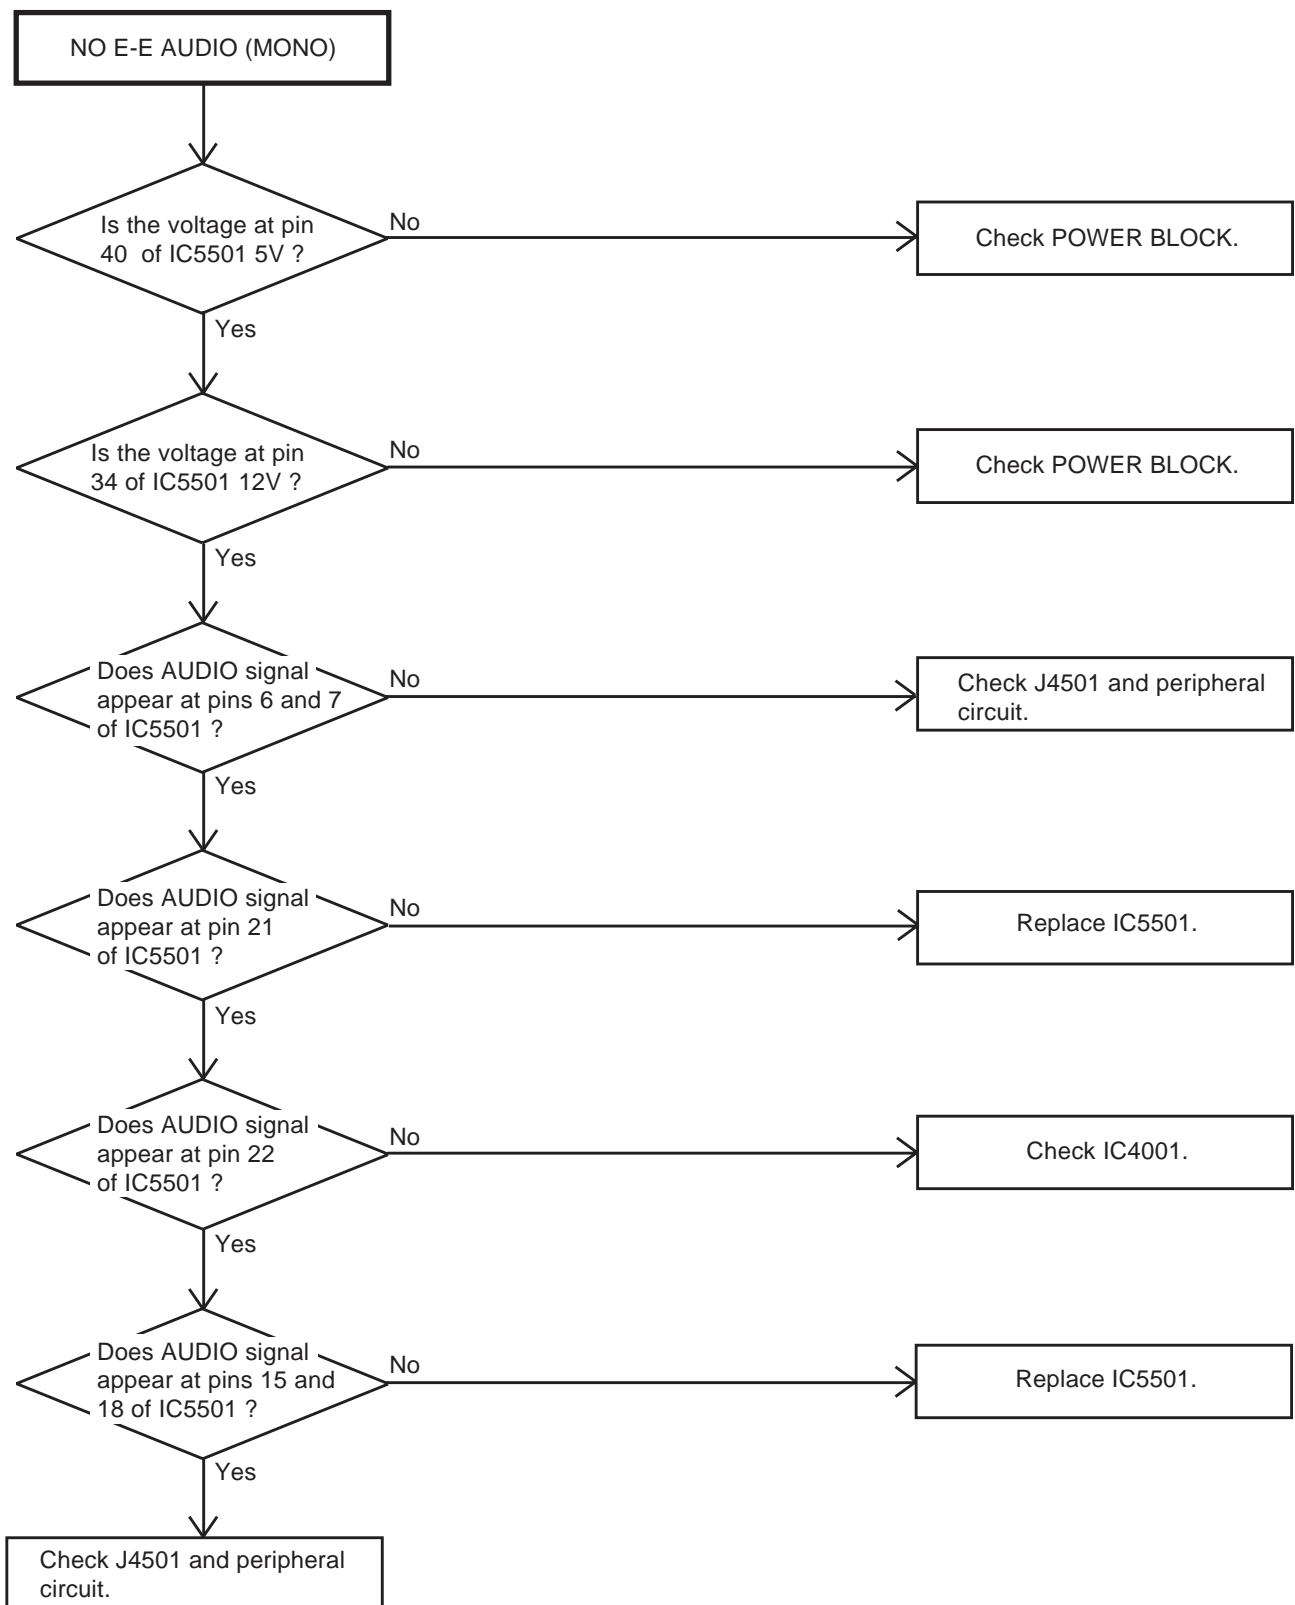 NO E-E AUDIO (MONO)
Is the voltage at pin
40 of IC5501 5V ?
No
Check POWER BLOCK.
Yes
Is the voltage at pin
34 of IC5501 12V ?
No
Check POWER BLOCK.
Yes
Does AUDIO signal
appear at pins 6 and 7
of IC5501 ?
No
Check J4501 and peripheral
circuit.
Yes
Does AUDIO signal
appear at pin 21
of IC5501 ?
No
Replace IC5501.
Yes
Does AUDIO signal
appear at pin 22
of IC5501 ?
No
Check IC4001.
Yes
Does AUDIO signal
appear at pins 15 and
18 of IC5501 ?
No
Replace IC5501.
Yes
Check J4501 and peripheral
circuit.